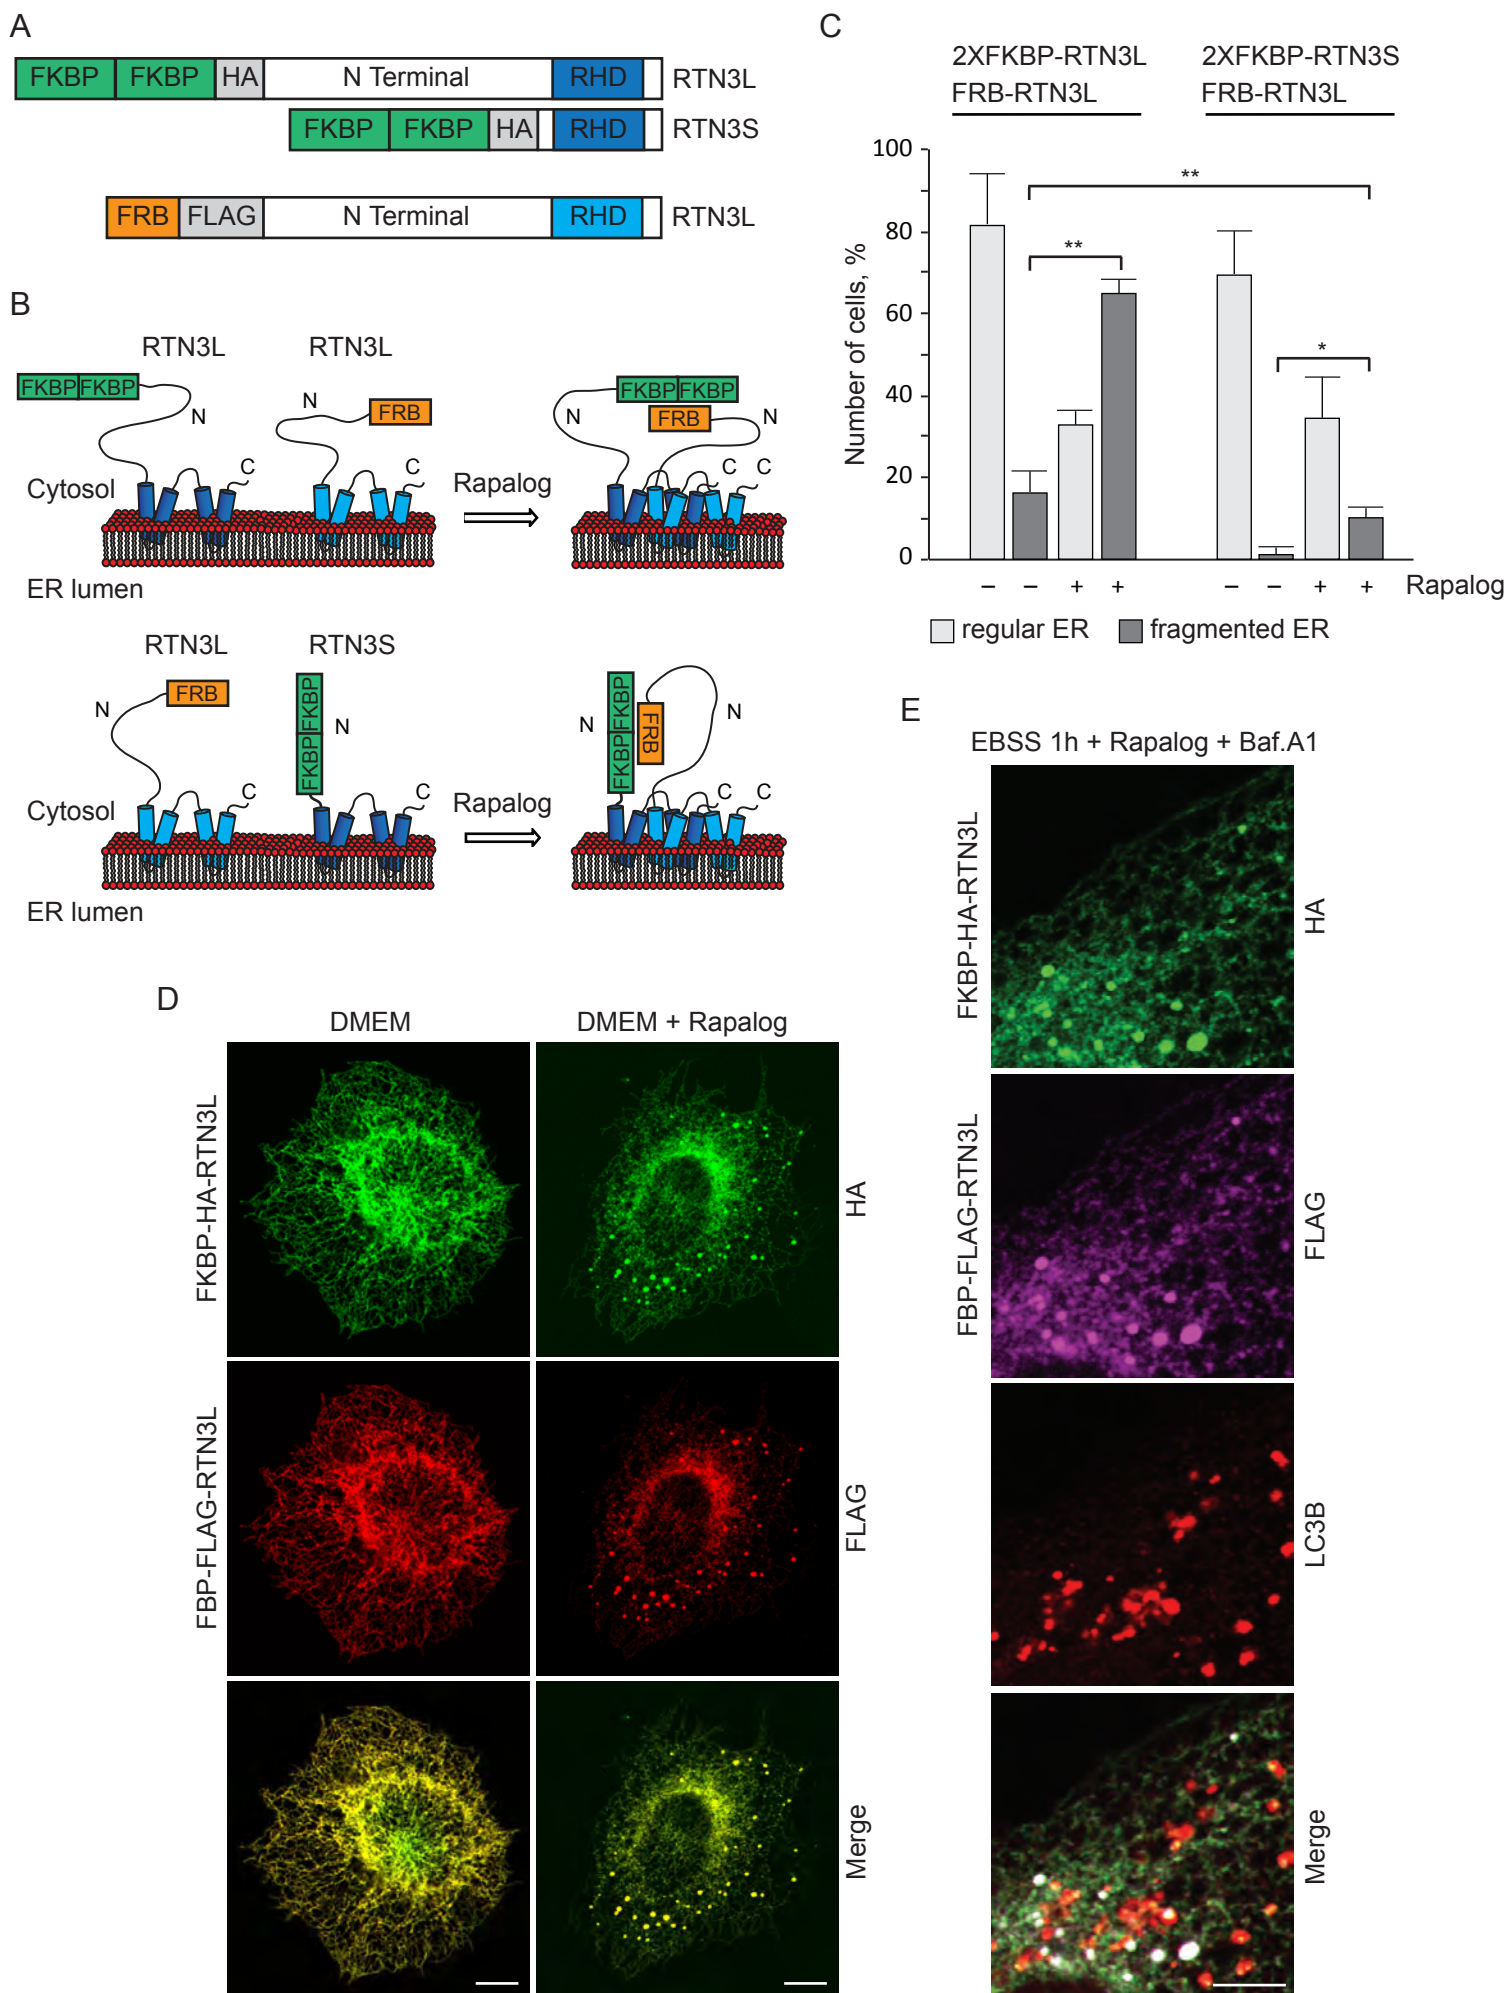 A
FKBP FKBP HA N Terminal RHD RTN3L
FKBP FKBP HA RHD RTN3S
FRB FLAG N Terminal RHD RTN3L
B
RTN3L RTN3L
FKBP FKBP N N FRB FKBP FKBP
N FRB N
Cytosol C C Rapalog C C
ER lumen
RTN3L RTN3S
N FRB FKBP FKBP N N FKBP FKBP FRB N
Cytosol C C Rapalog C C
ER lumen
C
2XFKBP-RTN3L 2XFKBP-RTN3S
FRB-RTN3L FRB-RTN3L
Number of cells, %
100
80
60
40
20
0
** ** *
– – + + – – + + Rapalog
regular ER fragmented ER
D
DMEM DMEM + Rapalog
FKBP-HA-RTN3L HA
FBP-FLAG-RTN3L FLAG
Merge
E
EBSS 1h + Rapalog + Baf.A1
FKBP-HA-RTN3L HA
FBP-FLAG-RTN3L FLAG
LC3B
Merge